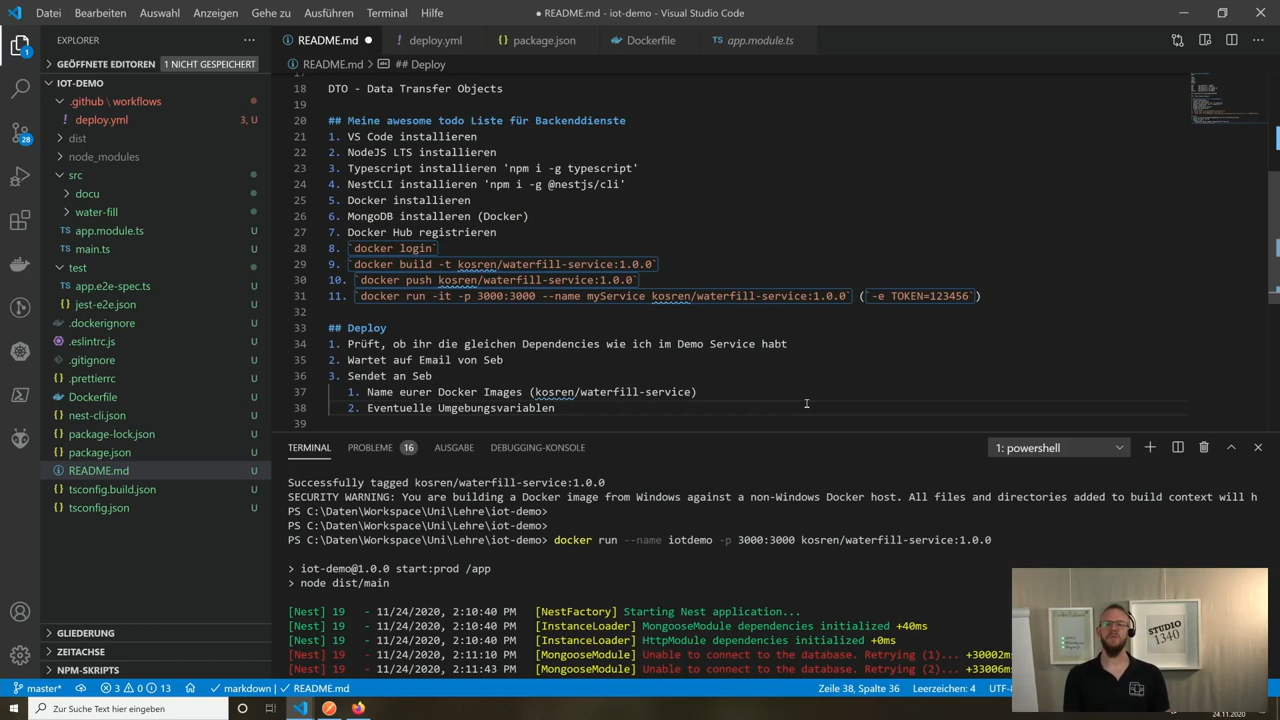 Datei Bearbeiten Auswahl Anzeigen Gehe zu Ausführen Terminal Hilfe ● README.md - iot-demo - Visual Studio Code
EXPLORER
README.md deploy.yml package.json Dockerfile app.module.ts
GEÖFFNETE EDITOREN 1 NICHT GESPEICHERT
README.md > ## Deploy
IOT-DEMO
.github \ workflows
deploy.yml 3, U
dist
node_modules
src
docu
water-fill
app.module.ts U
main.ts U
test
app.e2e-spec.ts U
jest-e2e.json U
.dockerignore U
.eslintrc.js U
.gitignore U
.prettierrc U
Dockerfile U
nest-cli.json U
package-lock.json U
package.json U
README.md U
tsconfig.build.json U
tsconfig.json U
GLIEDERUNG
ZEITACHSE
NPM-SKRIPTS
1
28
17
18 DTO - Data Transfer Objects
19
20 ## Meine awesome todo Liste für Backenddienste
21 1. VS Code installieren
22 2. NodeJS LTS installieren
23 3. Typescript installieren 'npm i -g typescript'
24 4. NestCLI installieren 'npm i -g @nestjs/cli'
25 5. Docker installieren
26 6. MongoDB installieren (Docker)
27 7. Docker Hub registrieren
28 8. `docker login`
29 9. `docker build -t kosren/waterfill-service:1.0.0`
30 10. `docker push kosren/waterfill-service:1.0.0`
31 11. `docker run -it -p 3000:3000 --name myService kosren/waterfill-service:1.0.0` (`-e TOKEN=123456`)
32
33 ## Deploy
34 1. Prüft, ob ihr die gleichen Dependencies wie ich im Demo Service habt
35 2. Wartet auf Email von Seb
36 3. Sendet an Seb
37 1. Name eurer Docker Images (kosren/waterfill-service)
38 2. Eventuelle Umgebungsvariablen
39
TERMINAL PROBLEME 16 AUSGABE DEBUGGING-KONSOLE 1: powershell
Successfully tagged kosren/waterfill-service:1.0.0
SECURITY WARNING: You are building a Docker image from Windows against a non-Windows Docker host. All files and directories added to build context will h
PS C:\Daten\Workspace\Uni\Lehre\iot-demo>
PS C:\Daten\Workspace\Uni\Lehre\iot-demo>
PS C:\Daten\Workspace\Uni\Lehre\iot-demo> docker run --name iotdemo -p 3000:3000 kosren/waterfill-service:1.0.0
> iot-demo@1.0.0 start:prod /app
> node dist/main
[Nest] 19 - 11/24/2020, 2:10:40 PM [NestFactory] Starting Nest application...
[Nest] 19 - 11/24/2020, 2:10:40 PM [InstanceLoader] MongooseModule dependencies initialized +40ms
[Nest] 19 - 11/24/2020, 2:10:40 PM [InstanceLoader] HttpModule dependencies initialized +0ms
[Nest] 19 - 11/24/2020, 2:11:10 PM [MongooseModule] Unable to connect to the database. Retrying (1)... +30002ms
[Nest] 19 - 11/24/2020, 2:11:43 PM [MongooseModule] Unable to connect to the database. Retrying (2)... +33006ms
STUDIO
1340
master* 3 0 13 markdown | README.md Zeile 38, Spalte 36 Leerzeichen: 4 UTF-8
Zur Suche Text hier eingeben
24.11.2020